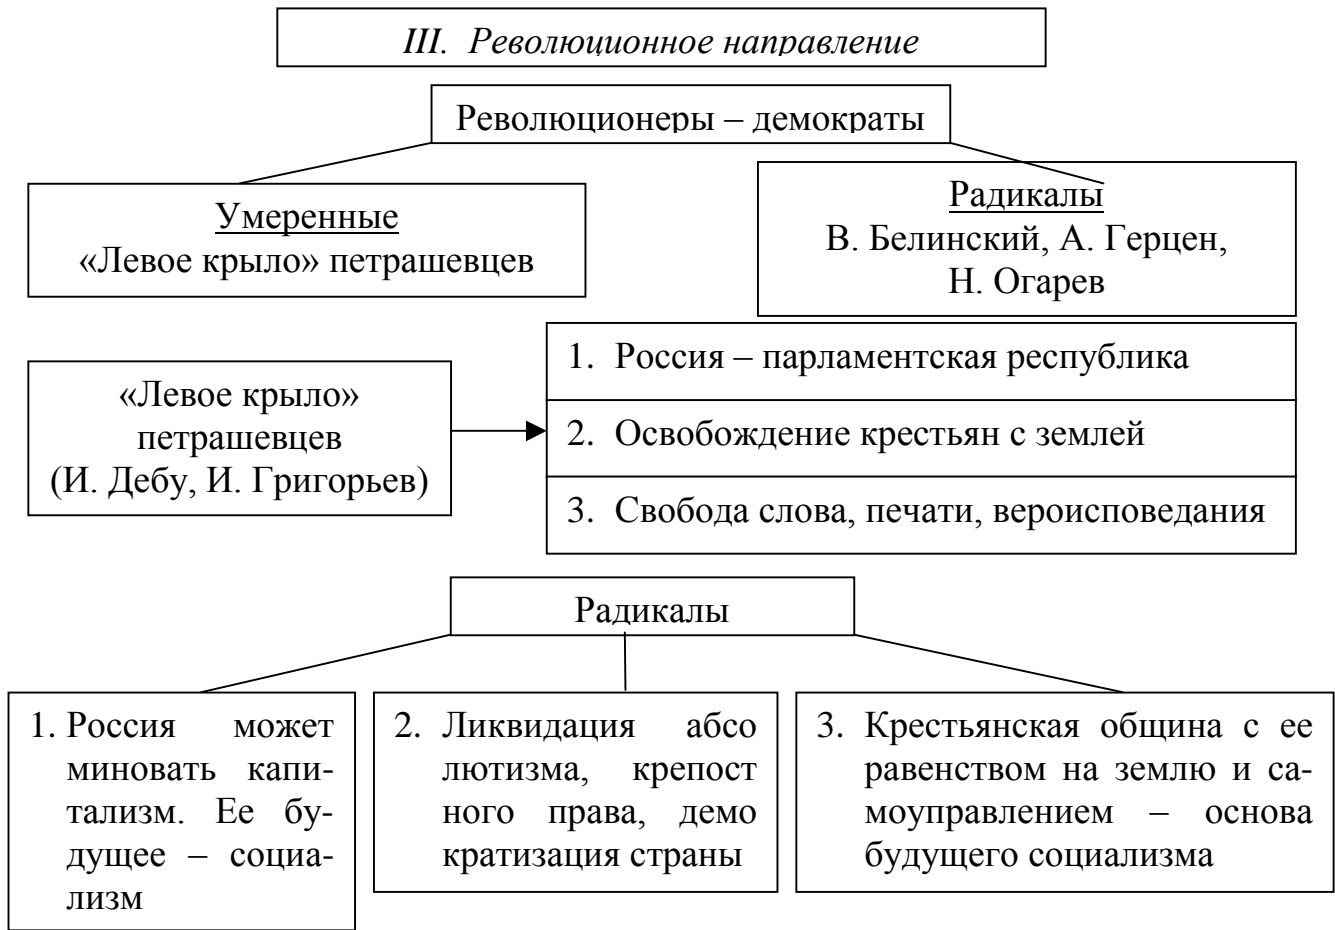 III. Революционное направление
Революционеры – демократы
Умеренные
«Левое крыло» петрашевцев
Радикалы
В. Белинский, А. Герцен,
Н. Огарев
«Левое крыло»
петрашевцев
(И. Дебу, И. Григорьев)
1. Россия – парламентская республика
2. Освобождение крестьян с землей
3. Свобода слова, печати, вероисповедания
Радикалы
1. Россия может
миновать капи-
тализм. Ее бу-
дущее – социа-
лизм
2. Ликвидация абсо
лютизма, крепост
ного права, демо
кратизация страны
3. Крестьянская община с ее
равенством на землю и са-
моуправлением – основа
будущего социализма